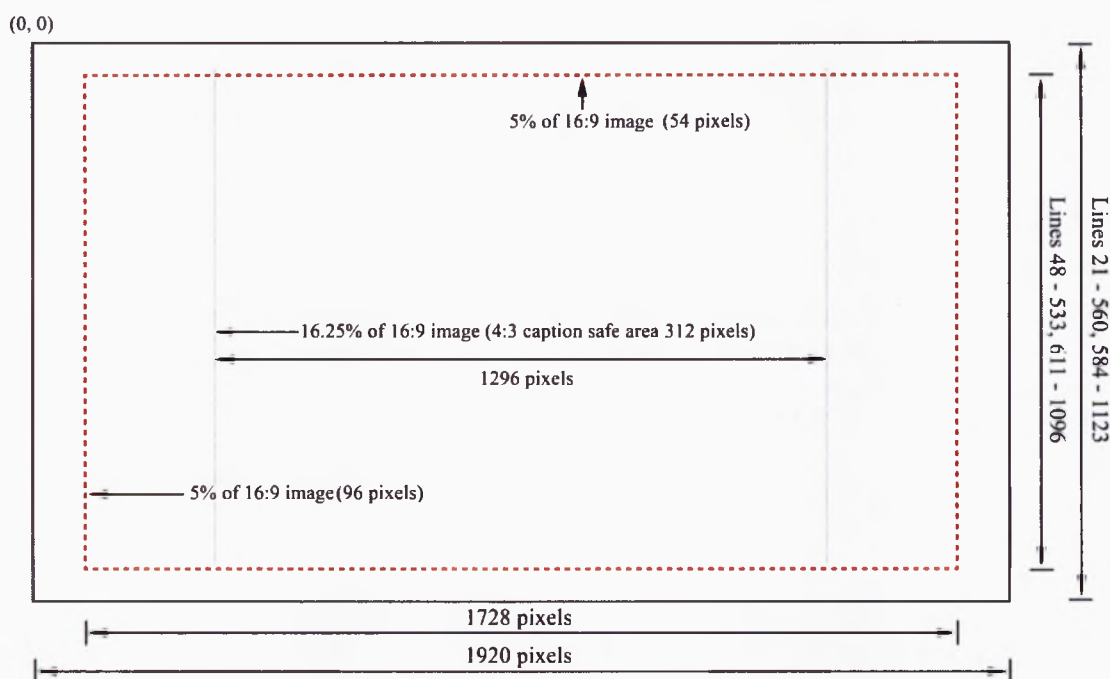 (0, 0)
5% of 16:9 image (54 pixels)
16.25% of 16:9 image (4:3 caption safe area 312 pixels)
1296 pixels
5% of 16:9 image (96 pixels)
Lines 48 - 533, 611 - 1096
Lines 21 - 560, 584 - 1123
1728 pixels
1920 pixels